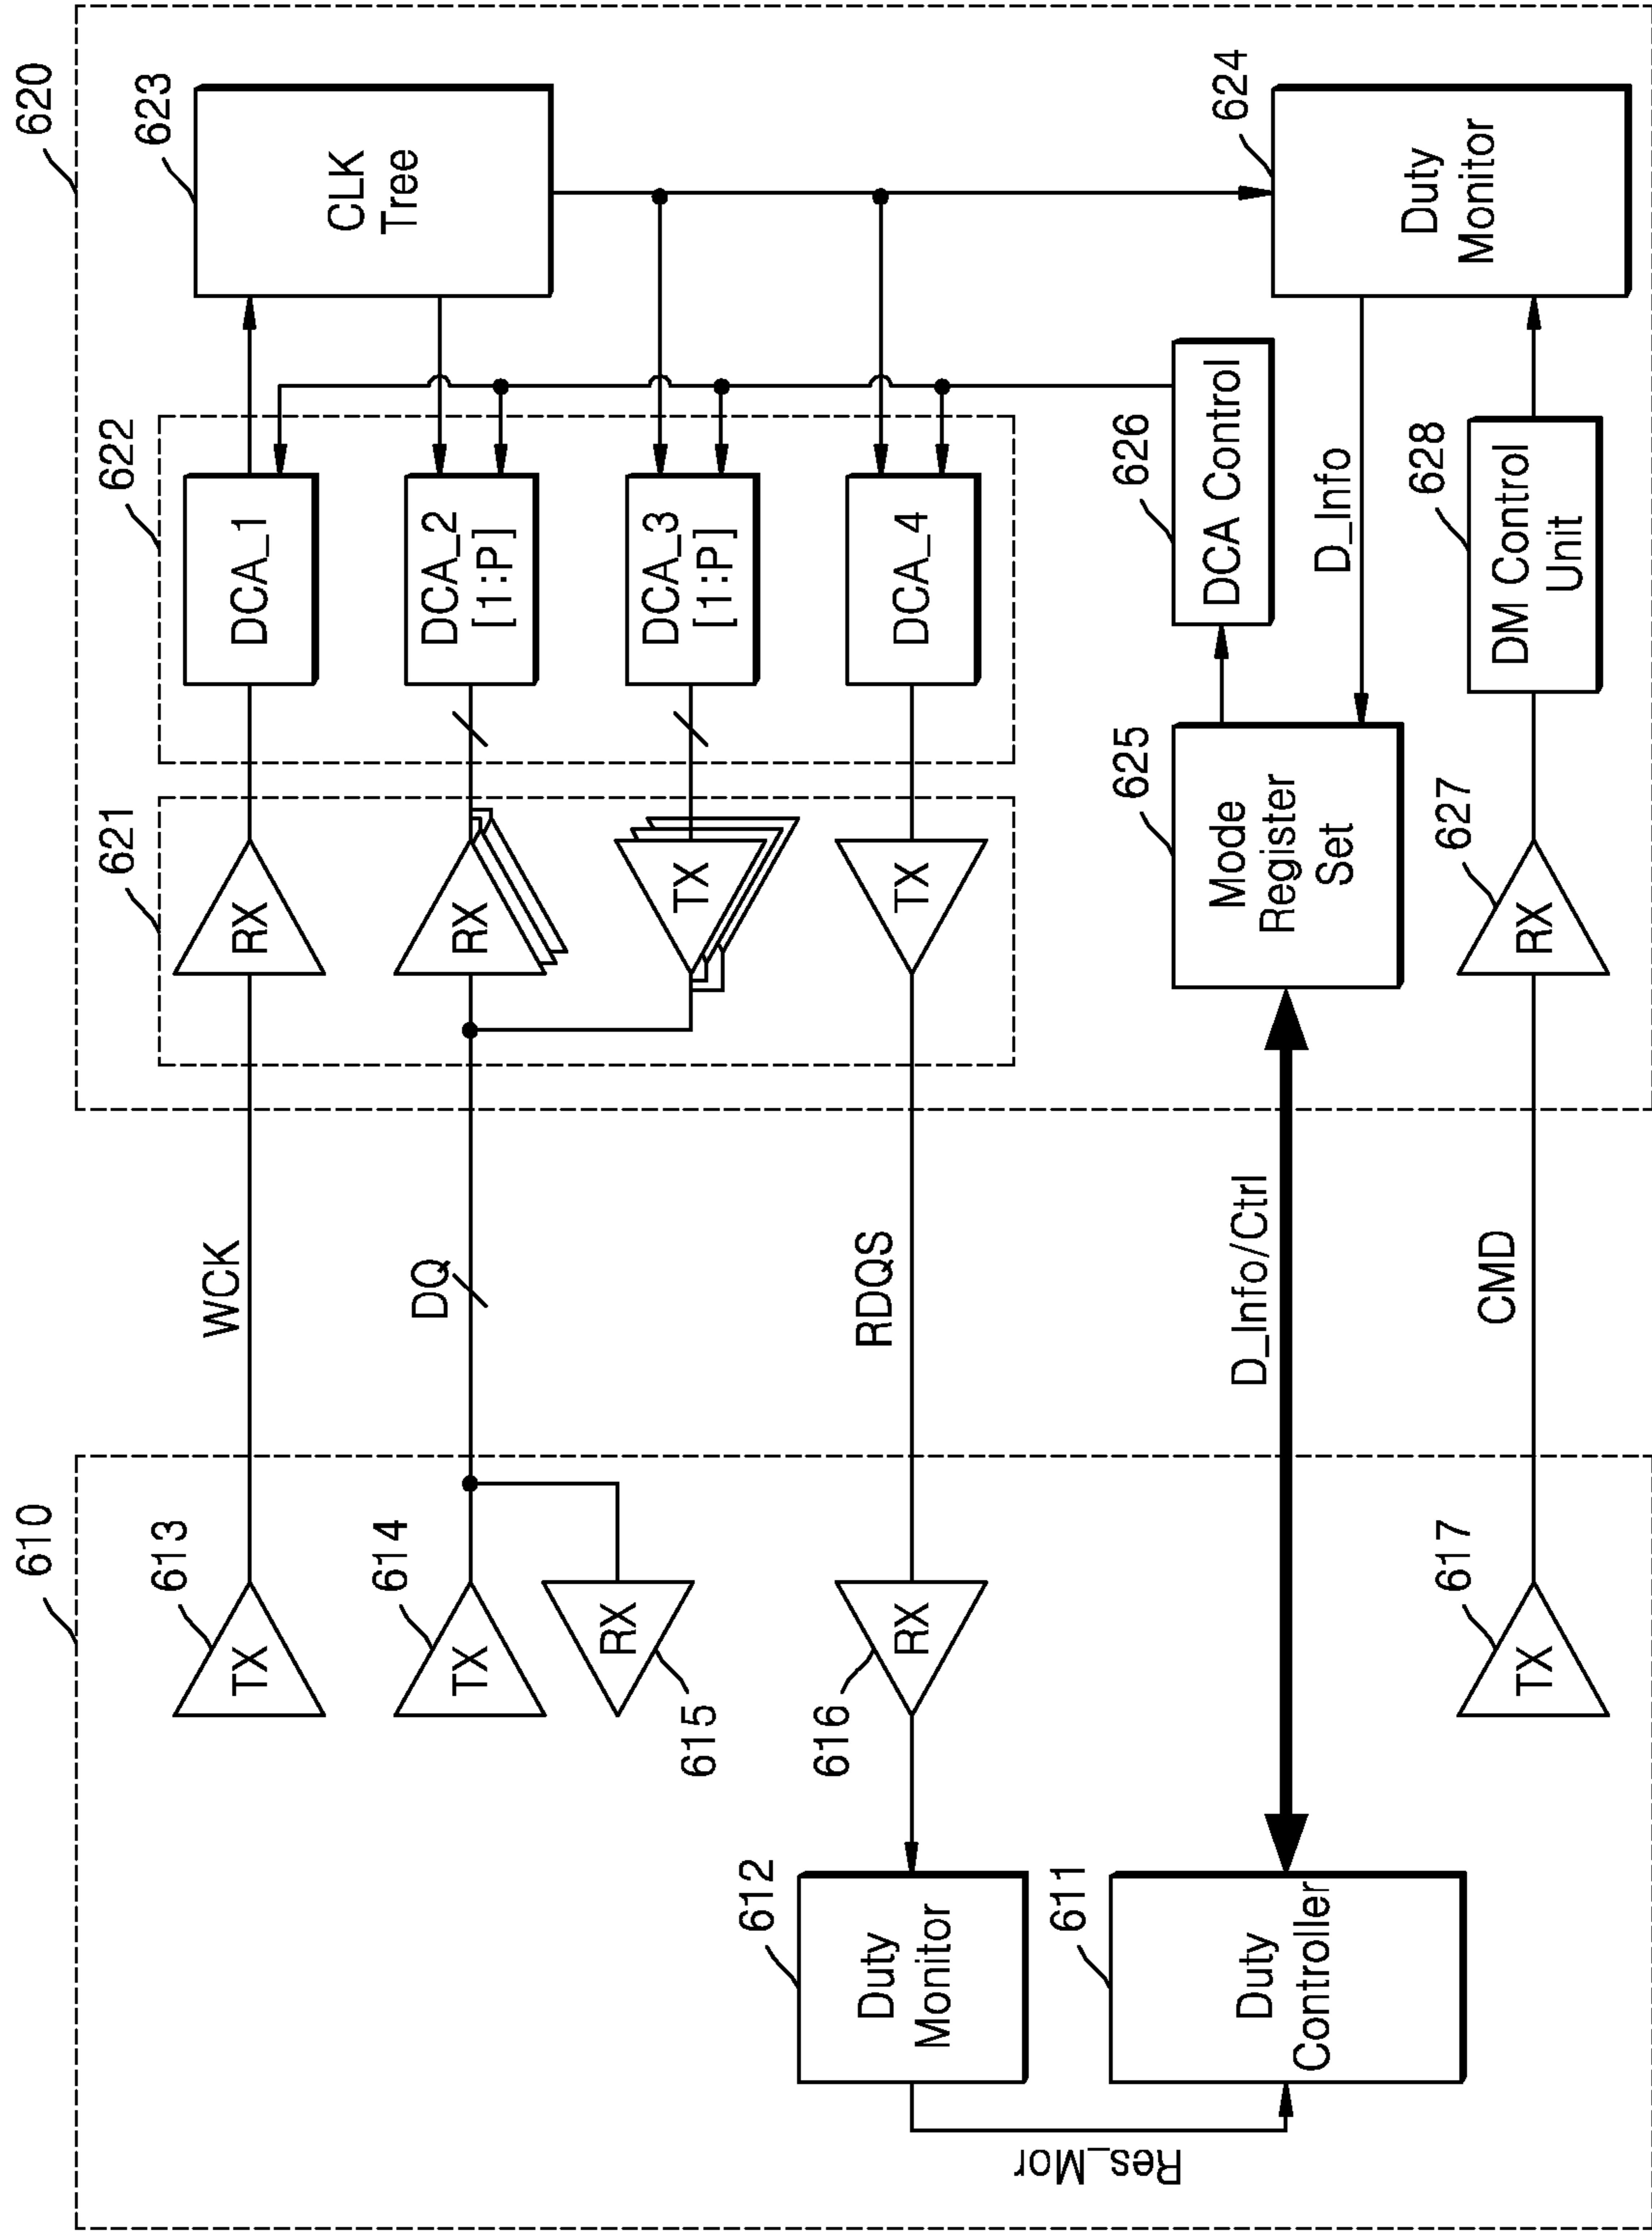 610
620
613
TX
WCK
621
RX
622
DCA_1
623
CLK
Tree
614
TX
DQ
RX
DCA_2
[1:P]
RX
615
TX
DCA_3
[1:P]
612
Duty
Monitor
616
RX
RDQS
TX
DCA_4
Res_Mor
611
Duty
Controller
D_Info/Ctrl
625
Mode
Register
Set
626
DCA Control
D_Info
624
Duty
Monitor
617
TX
CMD
627
RX
628
DM Control
Unit